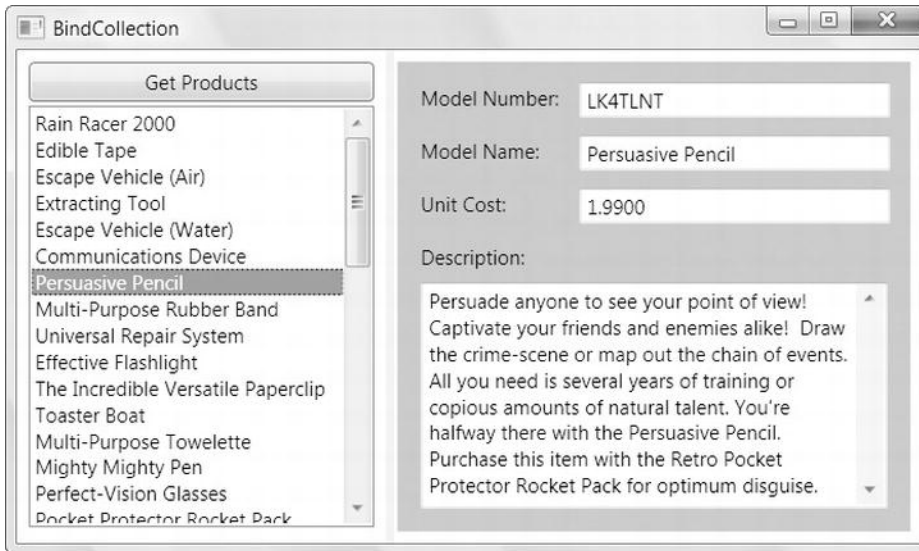 BindCollection
Get Products
Rain Racer 2000
Edible Tape
Escape Vehicle (Air)
Extracting Tool
Escape Vehicle (Water)
Communications Device
Persuasive Pencil
Multi-Purpose Rubber Band
Universal Repair System
Effective Flashlight
The Incredible Versatile Paperclip
Toaster Boat
Multi-Purpose Towelette
Mighty Mighty Pen
Perfect-Vision Glasses
Pocket Protector Rocket Pack
Model Number: LK4TLNT
Model Name: Persuasive Pencil
Unit Cost: 1.9900
Description:
Persuade anyone to see your point of view!
Captivate your friends and enemies alike!  Draw
the crime-scene or map out the chain of events.
All you need is several years of training or
copious amounts of natural talent. You're
halfway there with the Persuasive Pencil.
Purchase this item with the Retro Pocket
Protector Rocket Pack for optimum disguise.